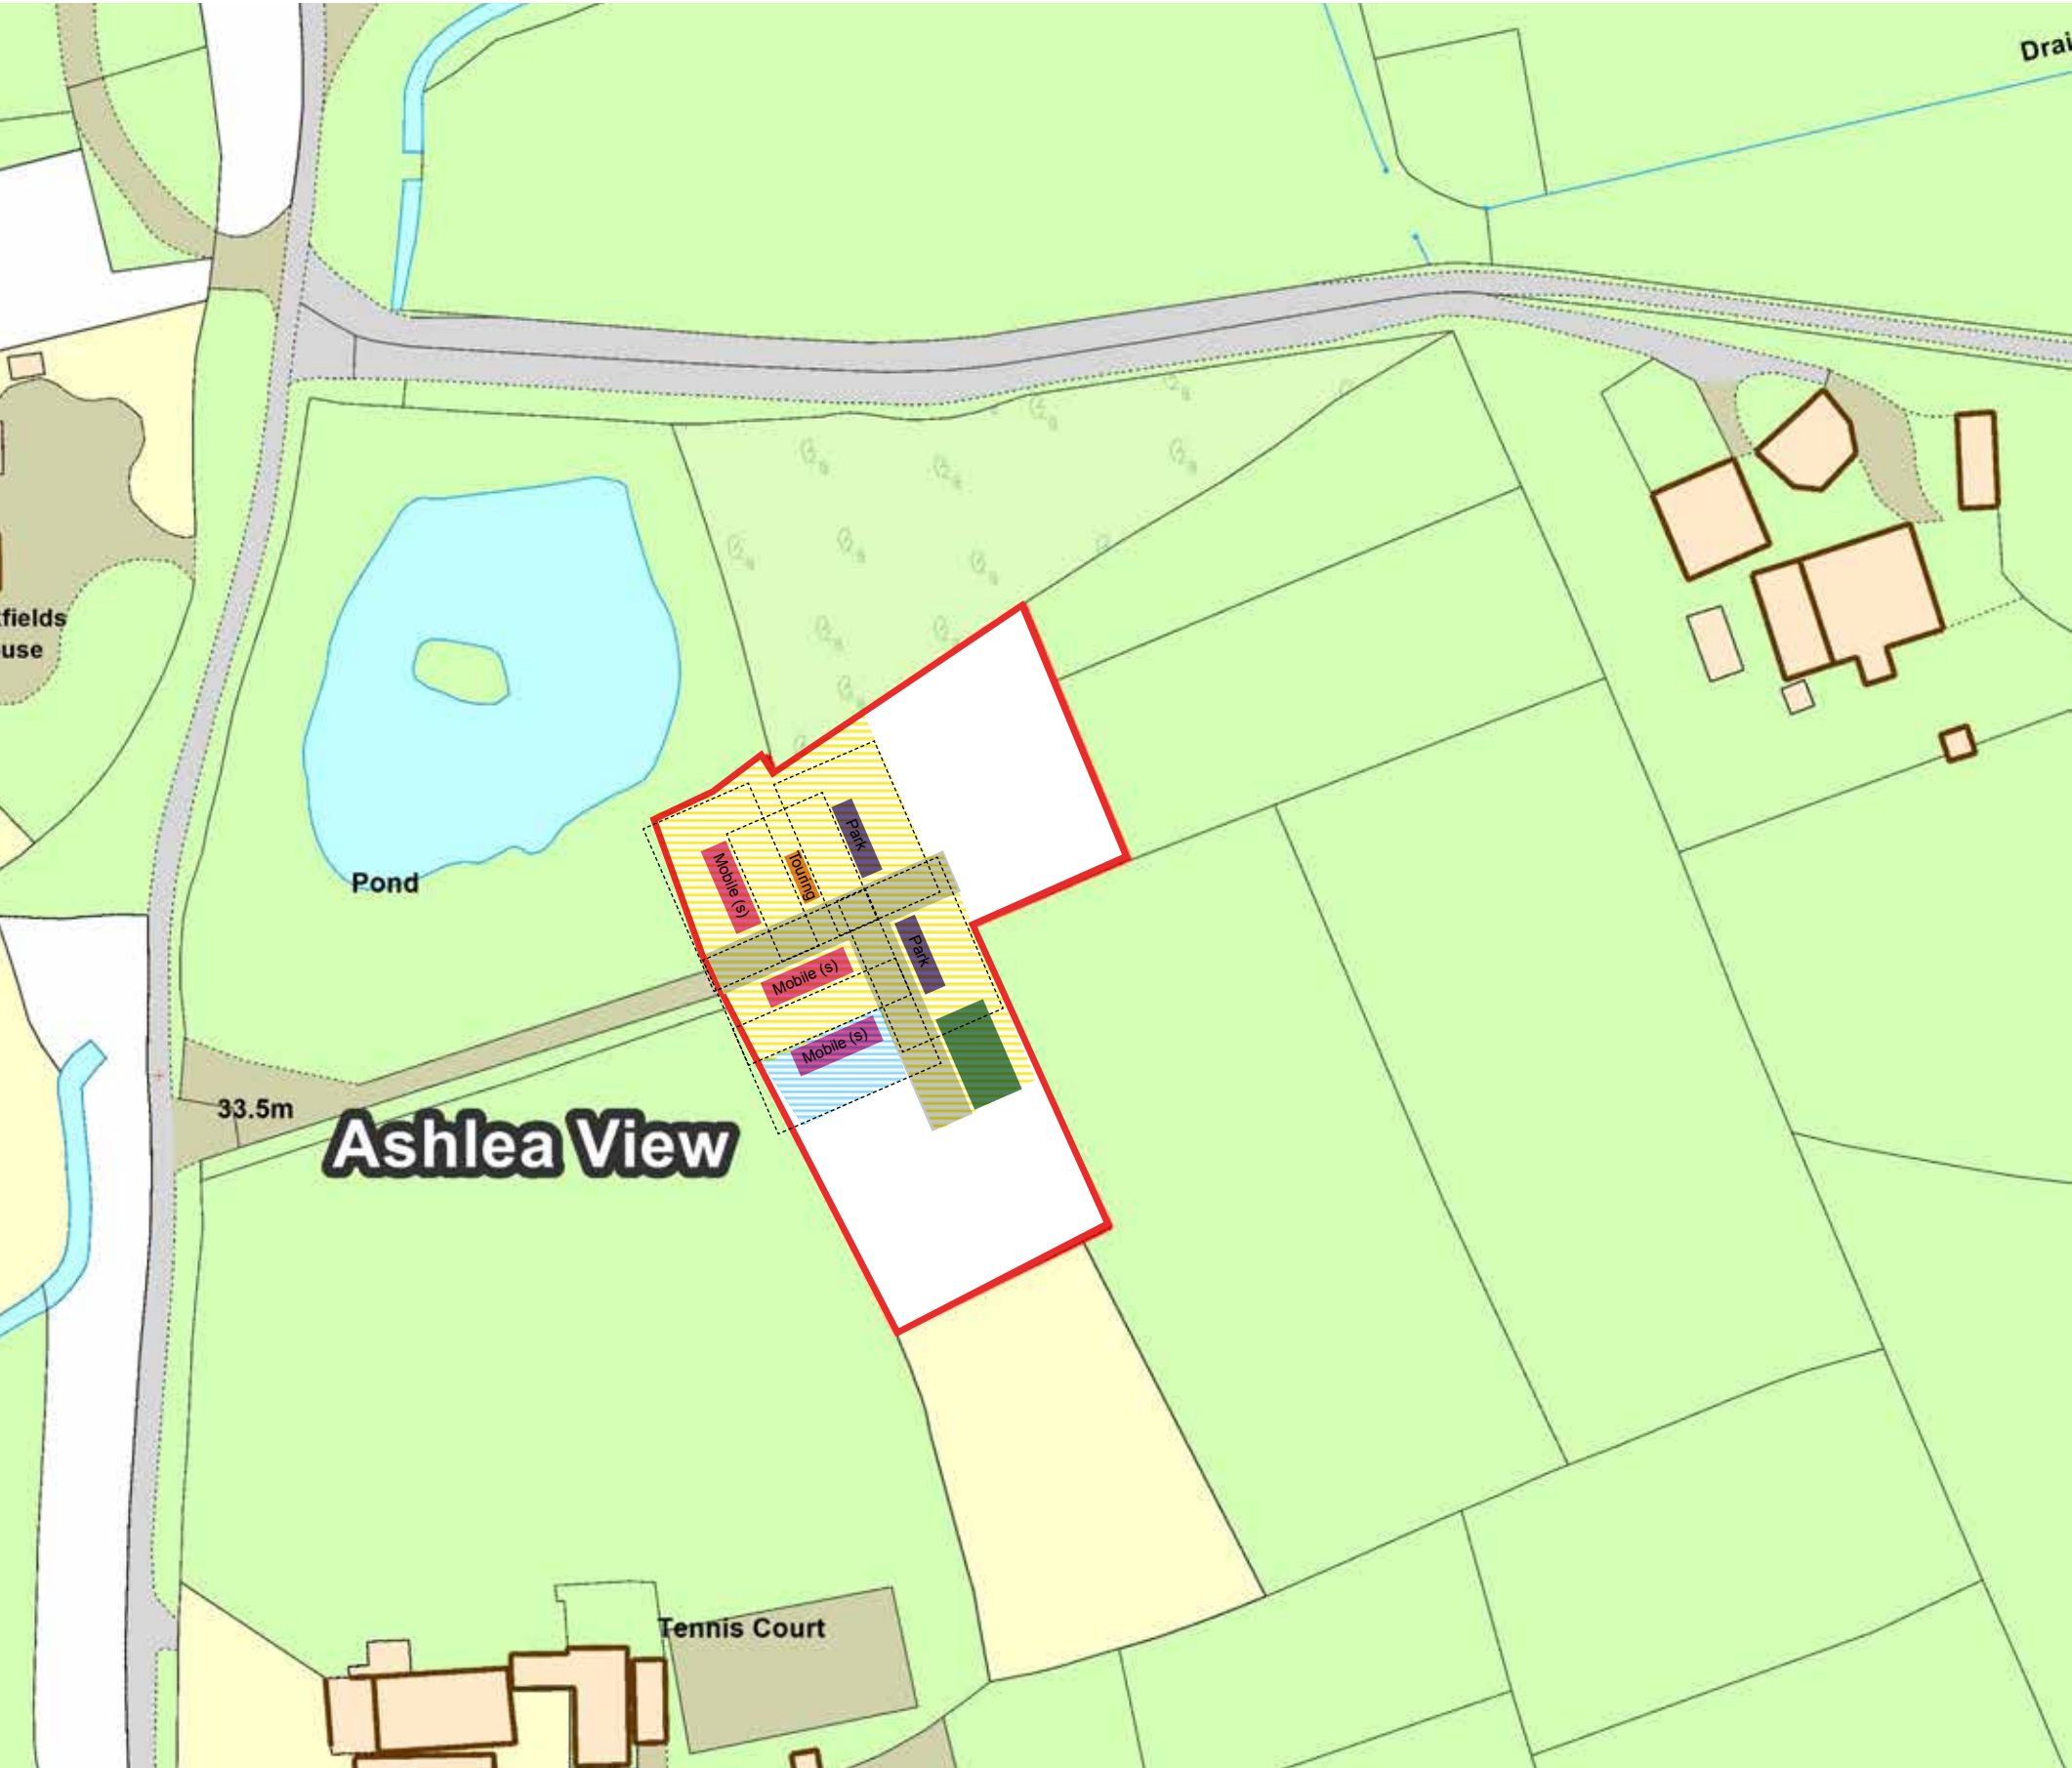 Drai
fields
use
Park
Mobile (s)
Touring
Pond
Park
Mobile (s)
Mobile (s)
33.5m
Ashlea View
Tennis Court